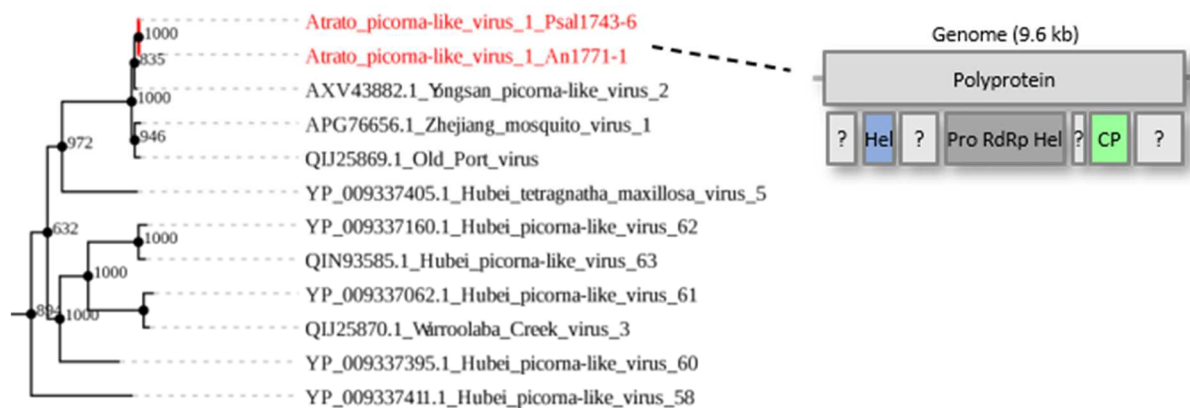 Atrato_picorna-like_virus_1_Psal1743-6
1000
Atrato_picorna-like_virus_1_An1771-1
835
AXV43882.1_Yongsan_picorna-like_virus_2
1000
APG76656.1_Zhejiang_mosquito_virus_1
946
972
QIJ25869.1_Old_Port_virus
YP_009337405.1_Hubei_tetragnatha_maxillosa_virus_5
YP_009337160.1_Hubei_picorna-like_virus_62
632
1000
QIN93585.1_Hubei_picorna-like_virus_63
1000
YP_009337062.1_Hubei_picorna-like_virus_61
894
1000
QIJ25870.1_Warroolaba_Creek_virus_3
YP_009337395.1_Hubei_picorna-like_virus_60
YP_009337411.1_Hubei_picorna-like_virus_58
Genome (9.6 kb)
Polyprotein
? Hel ? Pro RdRp Hel ? CP ?